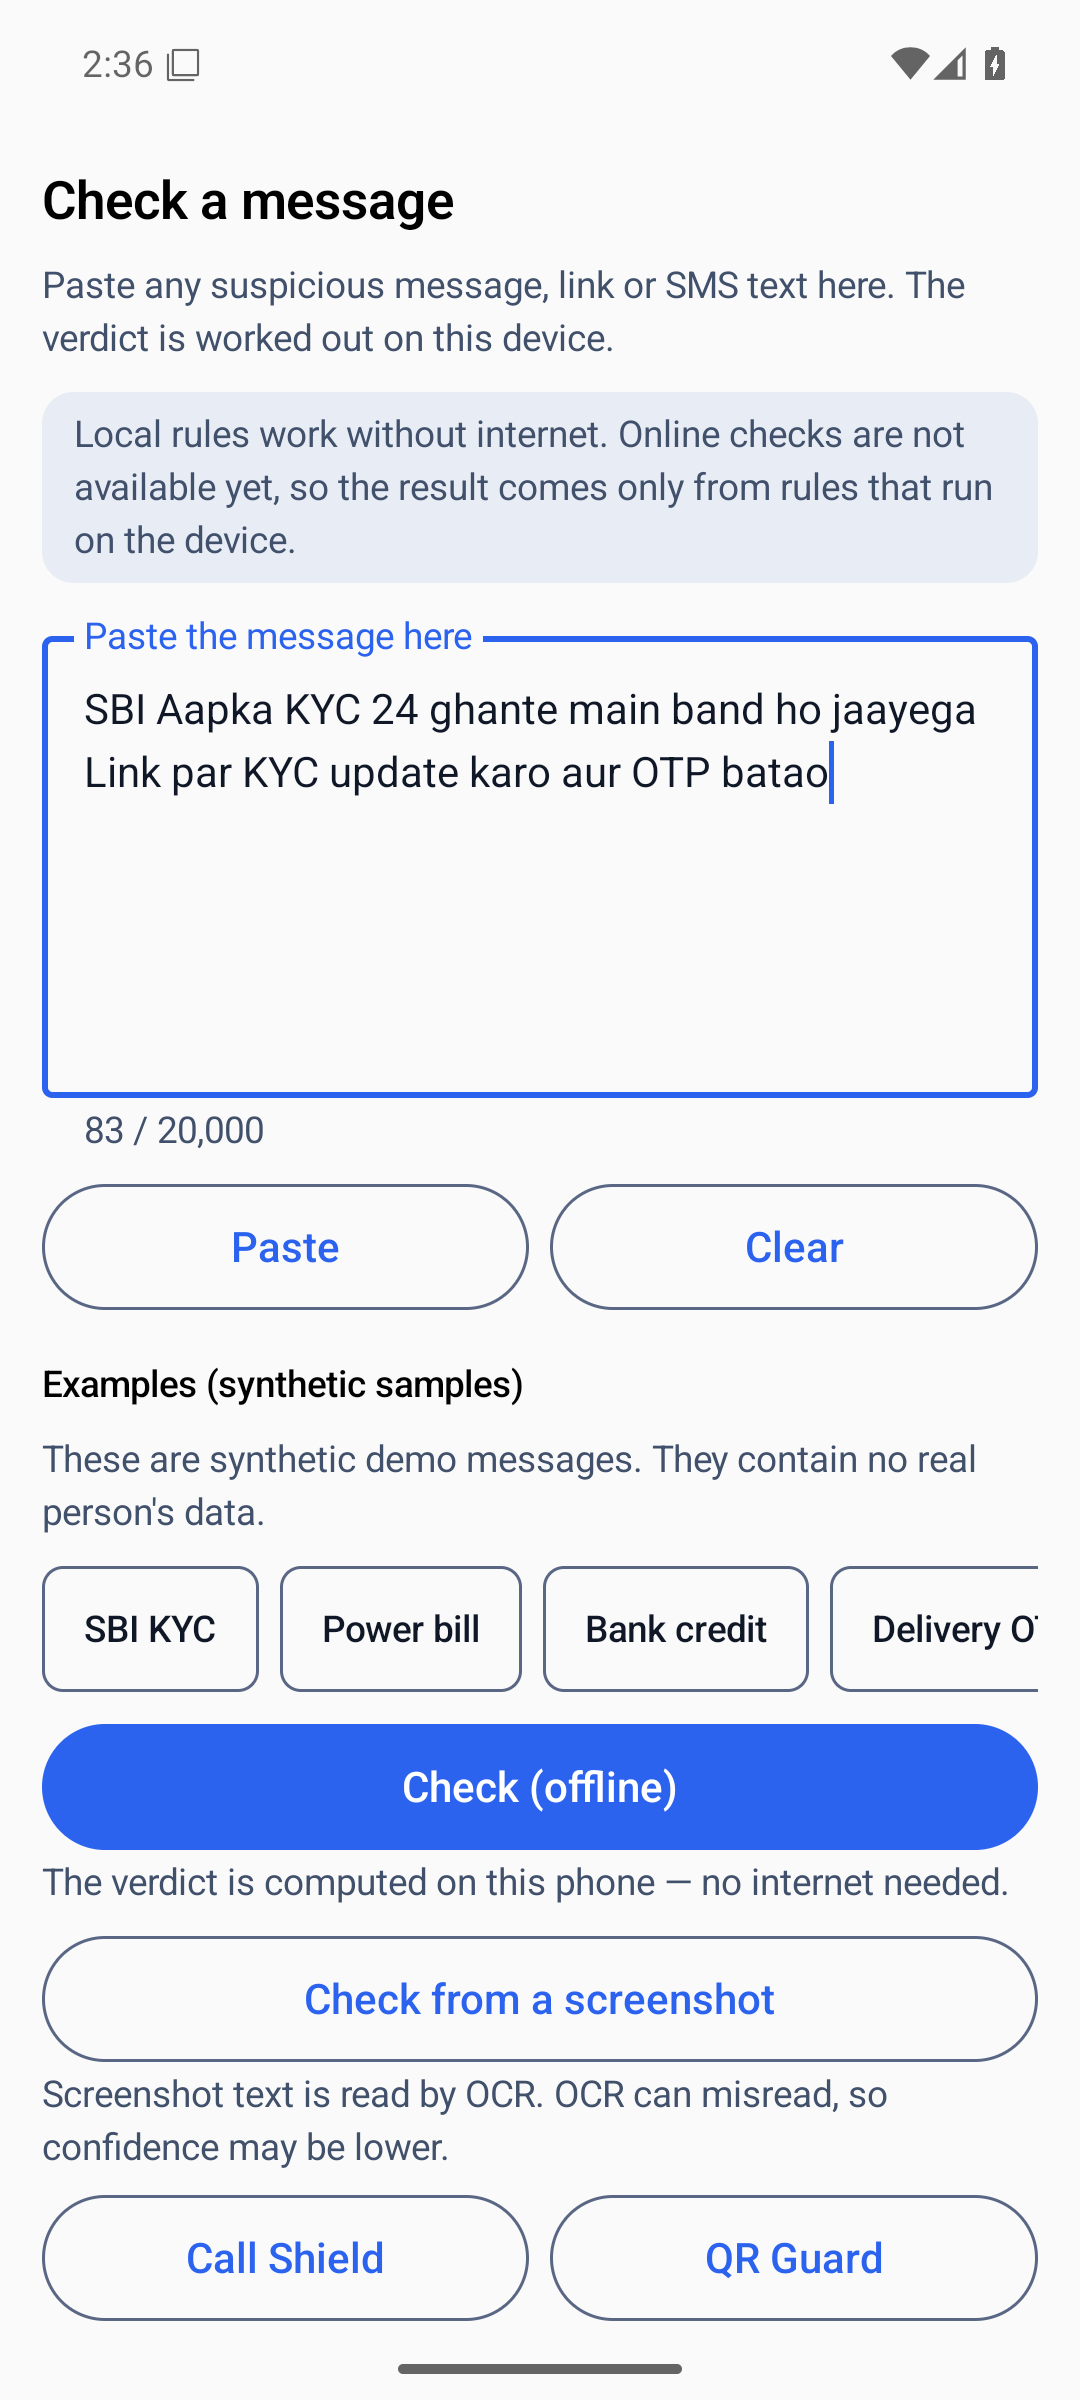 2:36
Check a message
Paste any suspicious message, link or SMS text here. The
verdict is worked out on this device.
Local rules work without internet. Online checks are not
available yet, so the result comes only from rules that run
on the device.
Paste the message here
SBI Aapka KYC 24 ghante main band ho jaayega
Link par KYC update karo aur OTP batao
83 / 20,000
Paste
Clear
Examples (synthetic samples)
These are synthetic demo messages. They contain no real
person's data.
SBI KYC
Power bill
Bank credit
Delivery
Check (offline)
The verdict is computed on this phone — no internet needed.
Check from a screenshot
Screenshot text is read by OCR. OCR can misread, so
confidence may be lower.
Call Shield
QR Guard